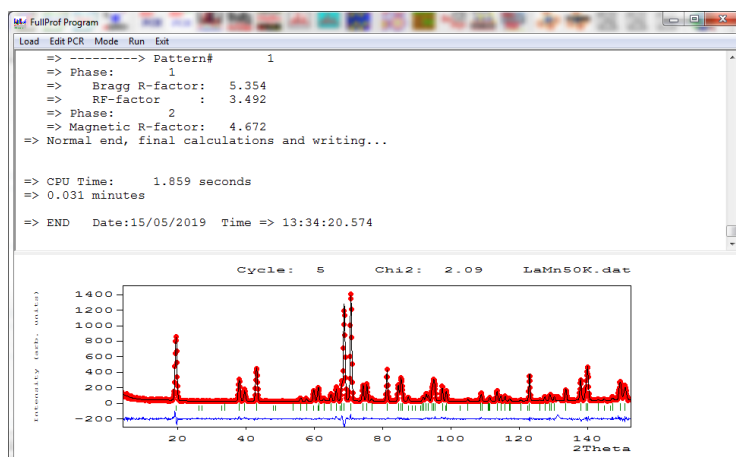 FullProf Program
Load Edit PCR Mode Run Exit
=> ---------> Pattern# 1
=> Phase: 1
=> Bragg R-factor: 5.354
=> RF-factor : 3.492
=> Phase: 2
=> Magnetic R-factor: 4.672
=> Normal end, final calculations and writing...
=> CPU Time: 1.859 seconds
=> 0.031 minutes
=> END Date:15/05/2019 Time => 13:34:20.574
Cycle: 5 Chi2: 2.09 LaMn50K.dat
Intensity (arb. units)
1400
1200
1000
800
600
400
200
0
-200
20 40 60 80 100 120 140
2Theta